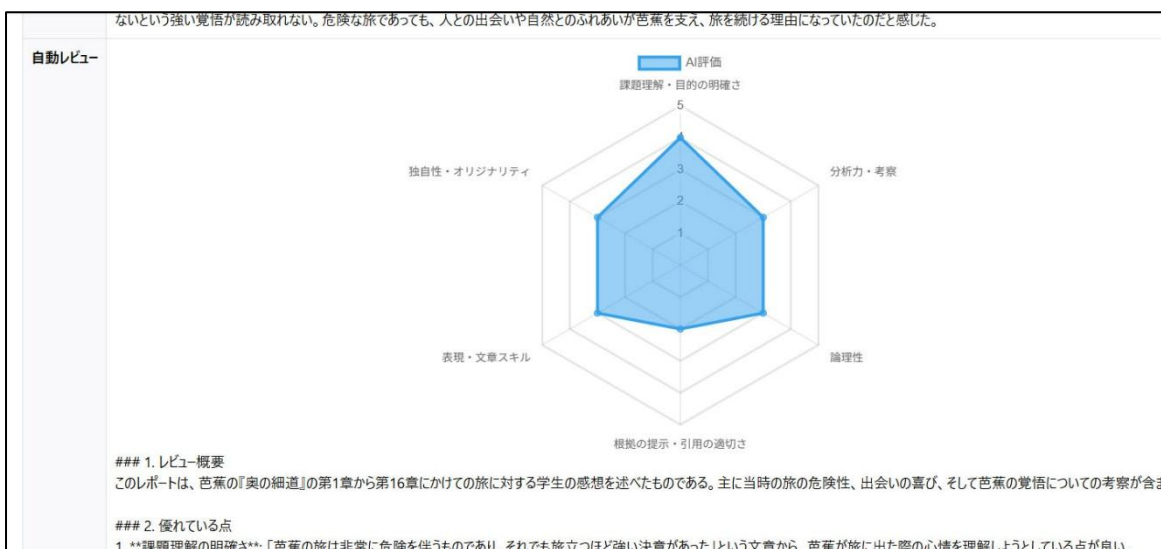 ないという強い覚悟が読み取れない。危険な旅であっても、人との出会いや自然とのふれあいが芭蕉を支え、旅を続ける理由になっていたのだと感じた。
自動レビュー
AI評価
課題理解・目的の明確さ
5
4
3
2
1
独自性・オリジナリティ
分析力・考察
表現・文章スキル
論理性
根拠の提示・引用の適切さ
### 1. レビュー概要
このレポートは、芭蕉の『奥の細道』の第1章から第16章にかけての旅に対する学生の感想を述べたものである。主に当時の旅の危険性、出会いの喜び、そして芭蕉の覚悟についての考察が含ま
### 2. 優れている点
1. **課題理解の明確さ**: 「芭蕉の旅は非常に危険を伴うものであり、それでも旅立つほど強い決意があった」という文章から、芭蕉が旅に出た際の心情を理解しようとしている点が良い。